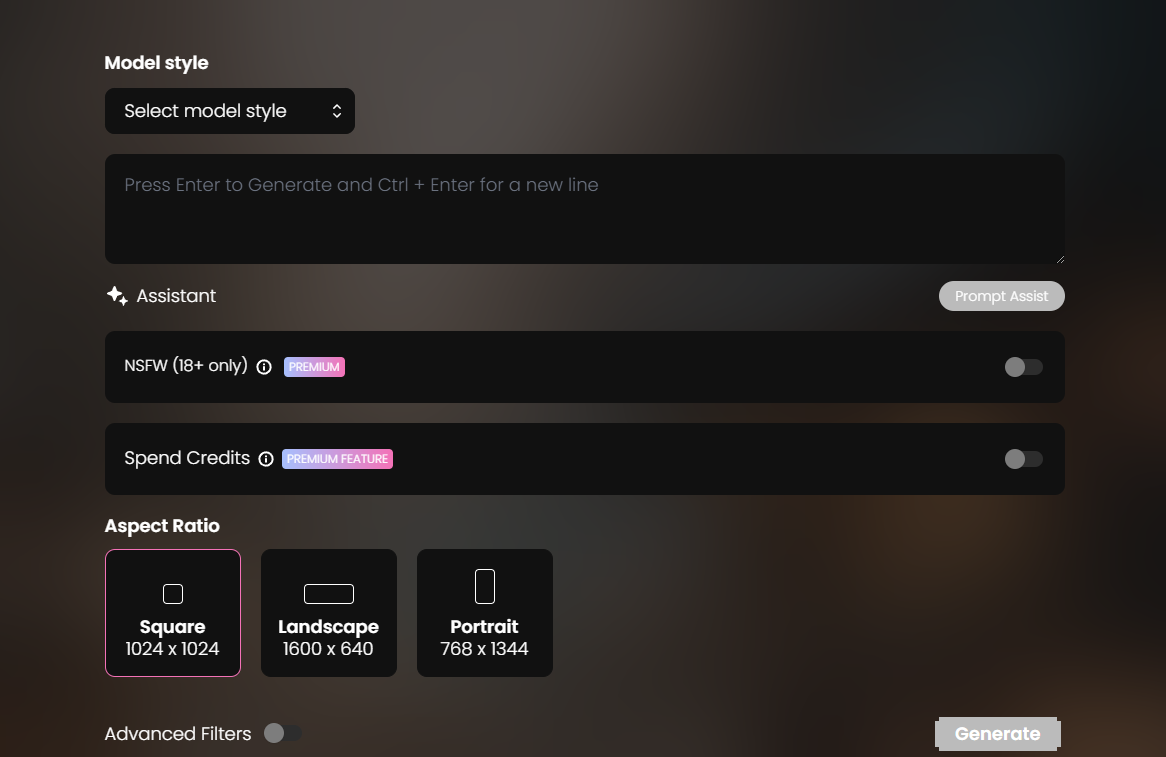 Model style
Select model style
Press Enter to Generate and Ctrl + Enter for a new line
Assistant
Prompt Assist
NSFW (18+ only) PREMIUM
Spend Credits PREMIUM FEATURE
Aspect Ratio
Square
1024 x 1024
Landscape
1600 x 640
Portrait
768 x 1344
Advanced Filters
Generate